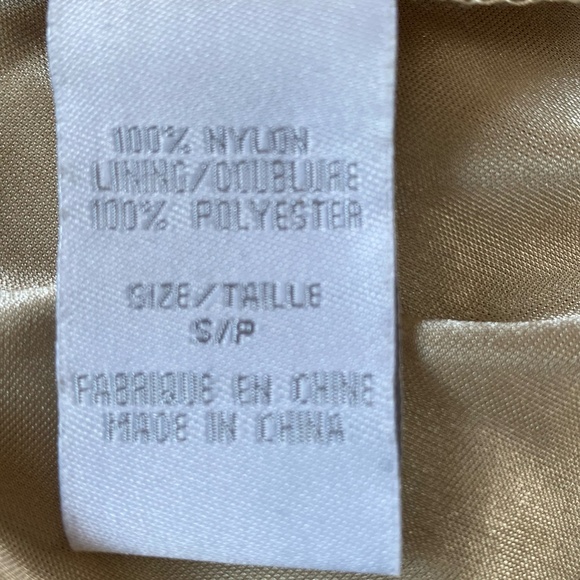 100% NYLON
LINING/DOUBLURE
100% POLYESTER
SIZE/TAILLE
S/P
FABRIQUE EN CHINE
MADE IN CHINA